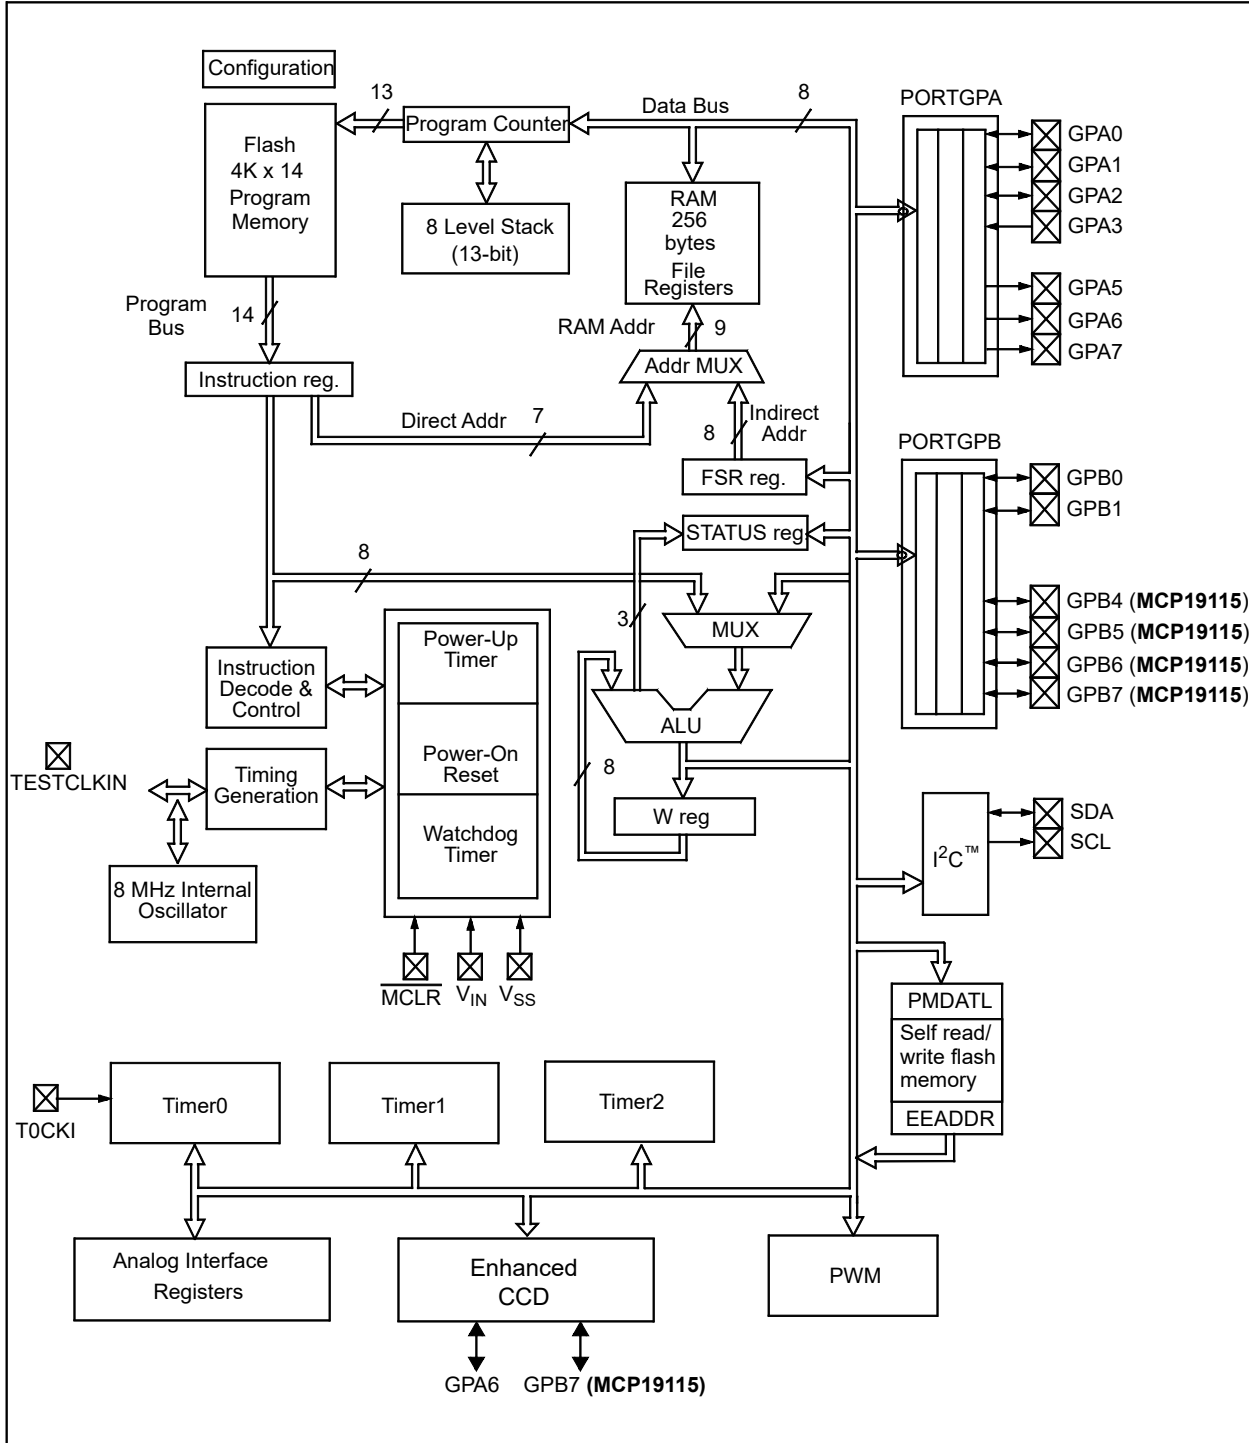 Configuration
13
Program Counter
Data Bus
8
PORTGPA
Flash
4K x 14
Program
Memory
8 Level Stack
(13-bit)
RAM
256
bytes
File
Registers
GPA0
GPA1
GPA2
GPA3
GPA5
GPA6
GPA7
Program
Bus
14
RAM Addr
9
Addr MUX
Instruction reg.
Direct Addr
7
8
Indirect
Addr
FSR reg.
PORTGPB
GPB0
GPB1
STATUS reg
8
3
MUX
GPB4 (MCP19115)
GPB5 (MCP19115)
GPB6 (MCP19115)
GPB7 (MCP19115)
Power-Up
Timer
Instruction
Decode &
Control
ALU
TESTCLKIN
Timing
Generation
Power-On
Reset
8
W reg
Watchdog
Timer
8 MHz Internal
Oscillator
I²C™
SDA
SCL
MCLR
VIN
VSS
PMDATL
Self read/
write flash
memory
EEADDR
T0CKI
Timer0
Timer1
Timer2
Analog Interface
Registers
Enhanced
CCD
PWM
GPA6
GPB7 (MCP19115)